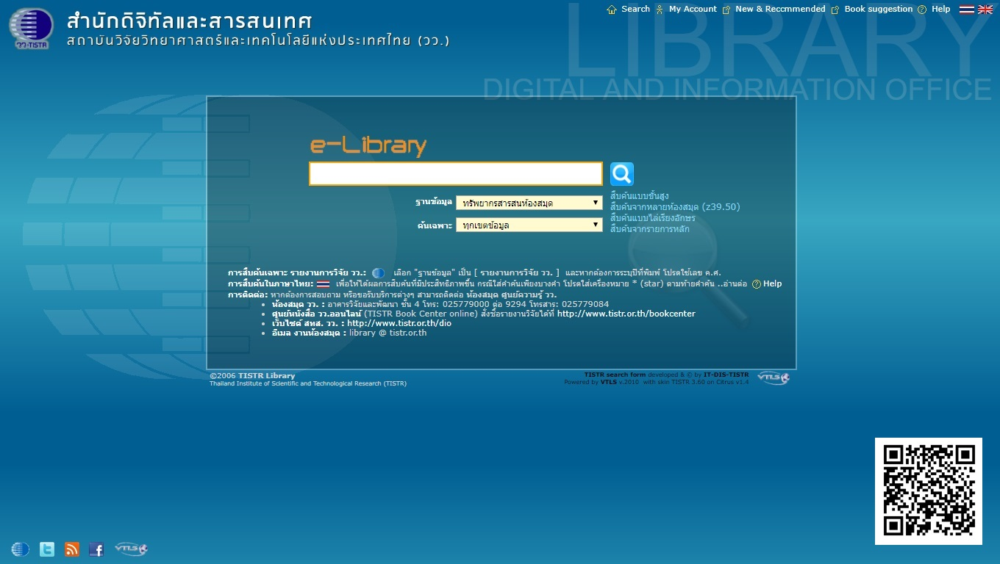 Search My Account New & Reccmmended Book suggestion Help
วว-TISTR
สำนักดิจิทัลและสารสนเทศ
สถาบันวิจัยวิทยาศาสตร์และเทคโนโลยีแห่งประเทศไทย (วว.)
LIBRARY
DIGITAL AND INFORMATION OFFICE
e-Library
ฐานข้อมูล ทรัพยากรสารสนห้องสมุด
ค้นเฉพาะ ทุกเขตข้อมูล
สืบค้นแบบขั้นสูง
สืบค้นจากหลายห้องสมุด (z39.50)
สืบค้นแบบไล่เรียงอักษร
สืบค้นจากรายการหลัก
การสืบค้นเฉพาะ รายงานการวิจัย วว.: เลือก "ฐานข้อมูล" เป็น [ รายงานการวิจัย วว. ] และหากต้องการระบุปีที่พิมพ์ โปรดใช้เลข ค.ศ.
การสืบค้นในภาษาไทย: เพื่อให้ได้ผลการสืบค้นที่มีประสิทธิภาพขึ้น กรณีใส่คำค้นเพียงบางคำ โปรดใส่เครื่องหมาย * (star) ตามท้ายคำค้น ..อ่านต่อ Help
การติดต่อ: หากต้องการสอบถาม หรือขอรับบริการต่างๆ สามารถติดต่อ ห้องสมุด ศูนย์ความรู้ วว.
• ห้องสมุด วว. : อาคารวิจัยและพัฒนา ชั้น 4 โทร: 025779000 ต่อ 9294 โทรสาร: 025779084
• ศูนย์หนังสือ วว.ออนไลน์ (TISTR Book Center online) สั่งซื้อรายงานวิจัยได้ที่ http://www.tistr.or.th/bookcenter
• เว็บไซต์ สทส. วว. : http://www.tistr.or.th/dio
• อีเมล งานห้องสมุด : library @ tistr.or.th
©2006 TISTR Library
Thailand Institute of Scientific and Technological Research (TISTR)
TISTR search form developed & © by IT-DIS-TISTR
Powered by VTLS v.2010 with skin TISTR 3.60 on Citrus v1.4
VTLS
VTLS